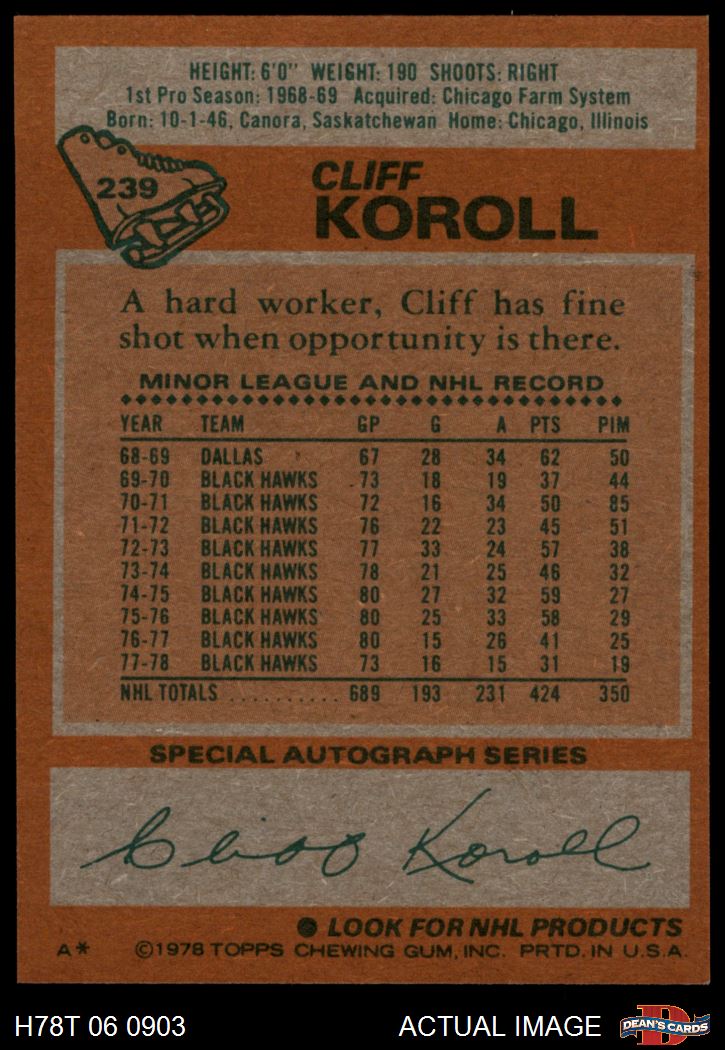 HEIGHT: 6'0" WEIGHT: 190 SHOOTS: RIGHT
1st Pro Season: 1968-69 Acquired: Chicago Farm System
Born: 10-1-46, Canora, Saskatchewan Home: Chicago, Illinois
239
CLIFF
KOROLL
A hard worker, Cliff has fine
shot when opportunity is there.
MINOR LEAGUE AND NHL RECORD
YEAR TEAM GP G A PTS PIM
68-69 DALLAS 67 28 34 62 50
69-70 BLACK HAWKS 73 18 19 37 44
70-71 BLACK HAWKS 72 16 34 50 85
71-72 BLACK HAWKS 76 22 23 45 51
72-73 BLACK HAWKS 77 33 24 57 38
73-74 BLACK HAWKS 78 21 25 46 32
74-75 BLACK HAWKS 80 27 32 59 27
75-76 BLACK HAWKS 80 25 33 58 29
76-77 BLACK HAWKS 80 15 26 41 25
77-78 BLACK HAWKS 73 16 15 31 19
NHL TOTALS .......... 689 193 231 424 350
SPECIAL AUTOGRAPH SERIES
Cliff Koroll
LOOK FOR NHL PRODUCTS
A* ©1978 TOPPS CHEWING GUM, INC. PRTD. IN U.S.A.
H78T 06 0903 ACTUAL IMAGE D DEAN'S CARDS